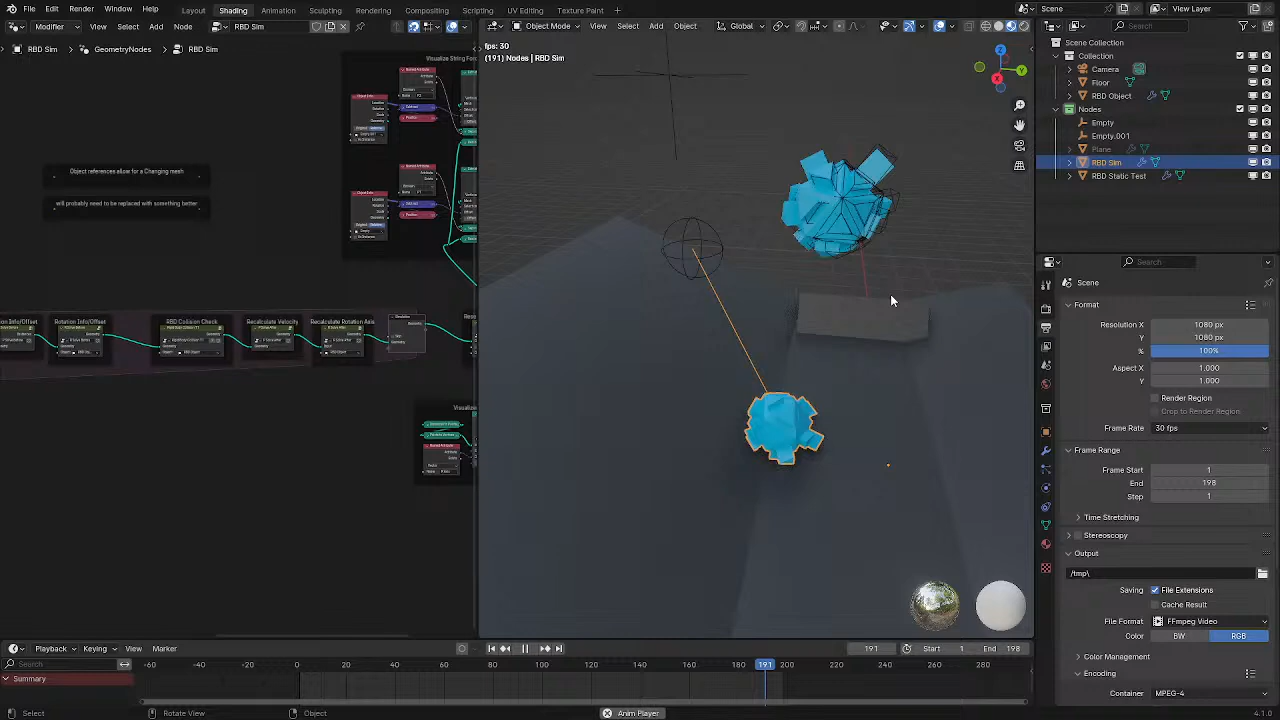 File Edit Render Window Help
Layout Shading Animation Sculpting Rendering Compositing Geometry Nodes Scripting UV Editing Texture Paint +
Scene
ViewLayer
Modifier View Select Add Node
RBD Sim
Object Mode View Select Add Object
Global
Search
RBD Sim > GeometryNodes > RBD Sim
fps: 30
(191) Nodes | RBD Sim
Scene Collection
Collection
Camera
Floor
RBD Object
Nodes
Empty
Empty.001
Plane
RBD Sim
RBD Static Test
Object references allow for a Changing mesh
will probably need to be replaced with something better
Rotation Info/Offset
RBD Collision Check
Recalculate Velocity
Recalculate Rotation Axis
Search
Scene
Format
Resolution X 1080 px
Y 1080 px
% 100%
Aspect X 1.000
Y 1.000
Render Region
Crop to Render Region
Frame Rate 30 fps
Frame Range
Frame Start 1
End 198
Step 1
Time Stretching
Stereoscopy
Output
/tmp\
Saving File Extensions
Cache Result
File Format FFmpeg Video
Color BW RGB
Color Management
Encoding
Container MPEG-4
Playback Keying View Marker
191 Start 1 End 198
Search
-60 -40 -20 0 20 40 60 80 100 120 140 160 180 191 200 220 240 260 280
Summary
Select Rotate View Object
Anim Player
4.1.0